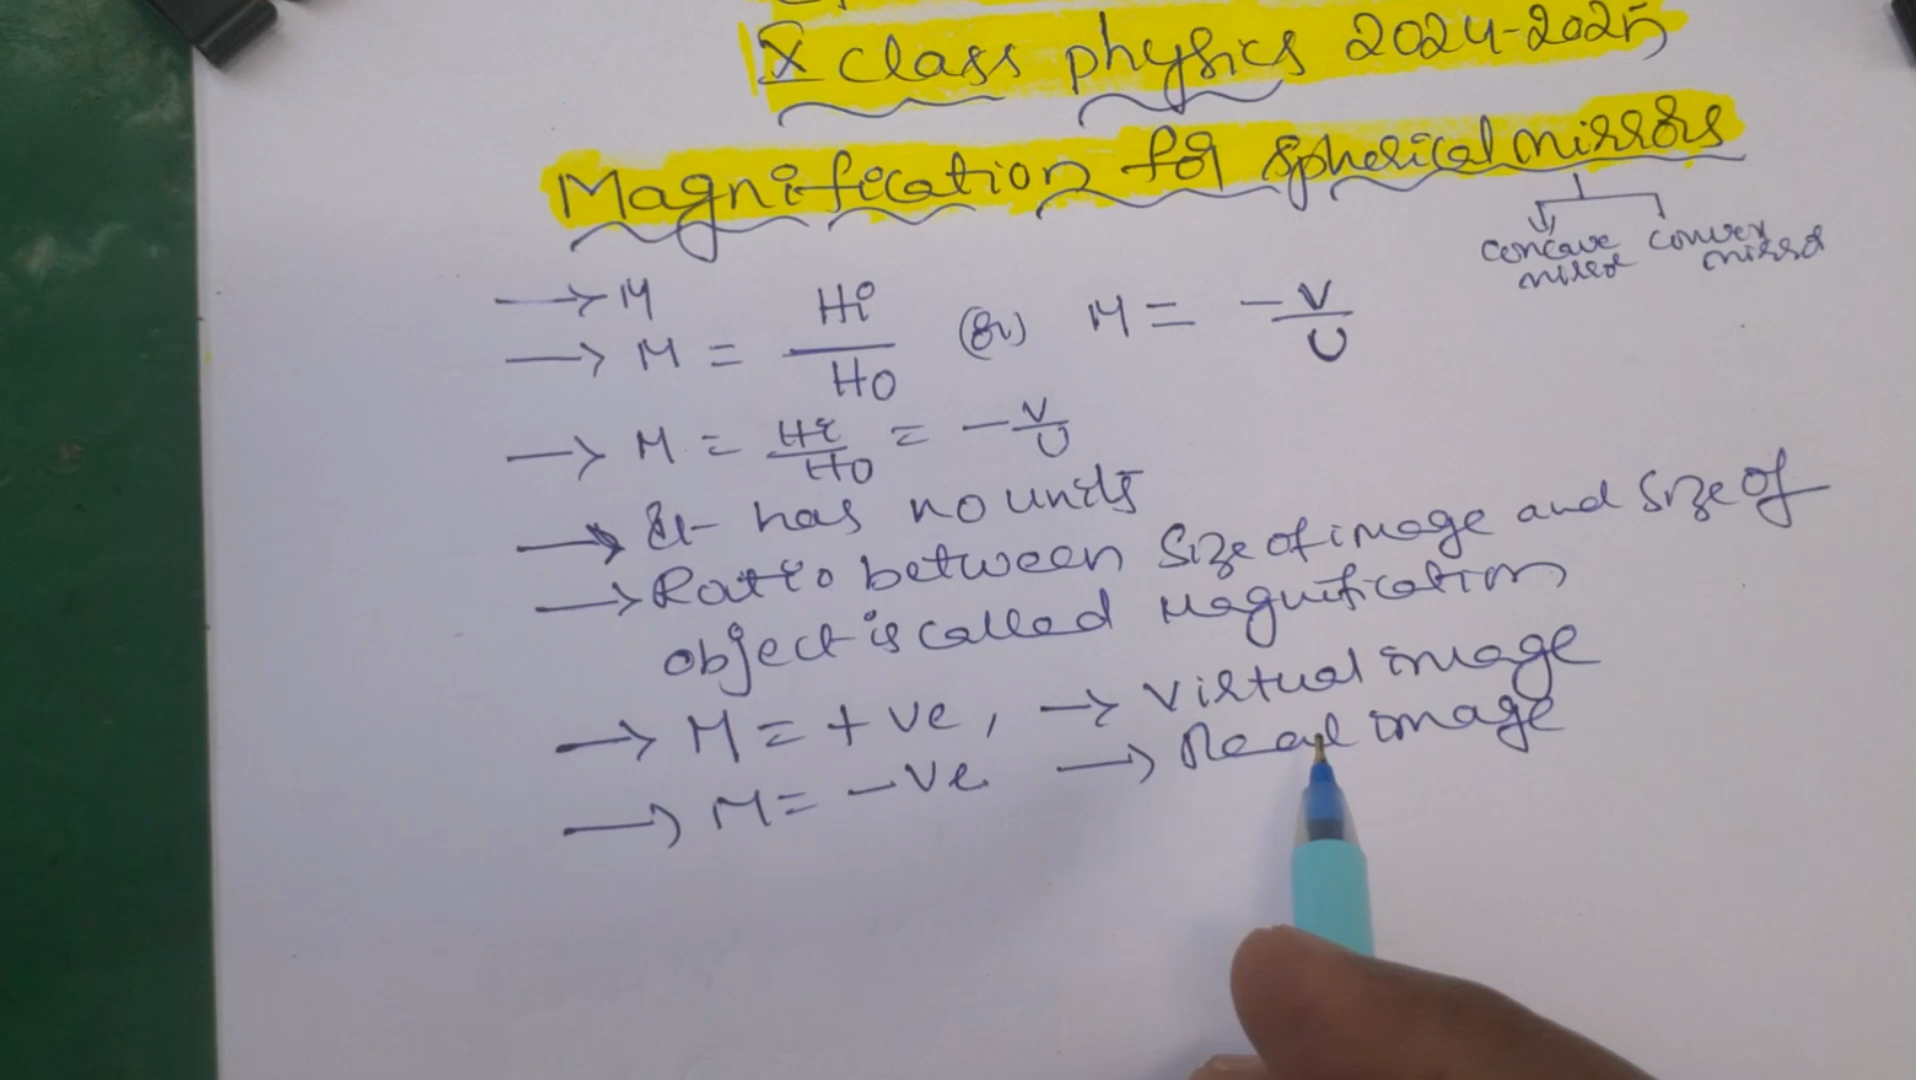 X class physics 2024-2025
Magnification for spherical mirrors
concave mirror convex mirror
→ M
→ M = Hi/Ho (or) M = -v/u
→ M = Hi/Ho = -v/u
→ It has no units
→ Ratio between Size of image and Size of
object is called Magnification
→ M = +ve, → Virtual image
→ M = -ve → Real image